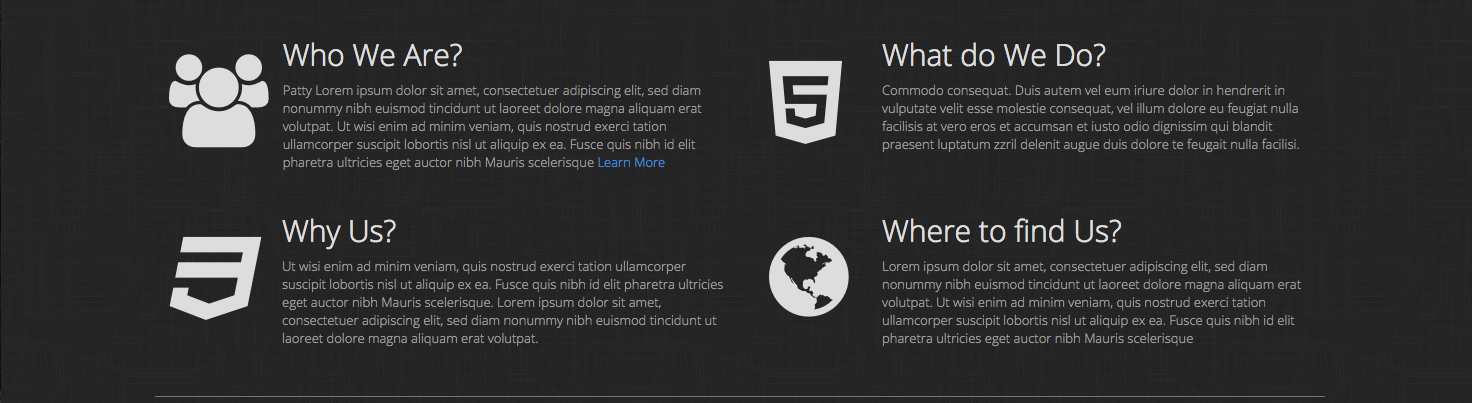 Who We Are?
Patty Lorem ipsum dolor sit amet, consectetuer adipiscing elit, sed diam
nonummy nibh euismod tincidunt ut laoreet dolore magna aliquam erat
volutpat. Ut wisi enim ad minim veniam, quis nostrud exerci tation
ullamcorper suscipit lobortis nisl ut aliquip ex ea. Fusce quis nibh id elit
pharetra ultricies eget auctor nibh Mauris scelerisque Learn More
What do We Do?
Commodo consequat. Duis autem vel eum iriure dolor in hendrerit in
vulputate velit esse molestie consequat, vel illum dolore eu feugiat nulla
facilisis at vero eros et accumsan et iusto odio dignissim qui blandit
praesent luptatum zzril delenit augue duis dolore te feugait nulla facilisi.
Why Us?
Ut wisi enim ad minim veniam, quis nostrud exerci tation ullamcorper
suscipit lobortis nisl ut aliquip ex ea. Fusce quis nibh id elit pharetra ultricies
eget auctor nibh Mauris scelerisque. Lorem ipsum dolor sit amet,
consectetuer adipiscing elit, sed diam nonummy nibh euismod tincidunt ut
laoreet dolore magna aliquam erat volutpat.
Where to find Us?
Lorem ipsum dolor sit amet, consectetuer adipiscing elit, sed diam
nonummy nibh euismod tincidunt ut laoreet dolore magna aliquam erat
volutpat. Ut wisi enim ad minim veniam, quis nostrud exerci tation
ullamcorper suscipit lobortis nisl ut aliquip ex ea. Fusce quis nibh id elit
pharetra ultricies eget auctor nibh Mauris scelerisque